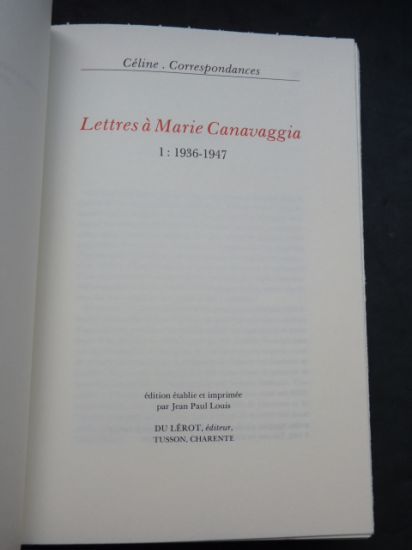 Céline . Correspondances
Lettres à Marie Canavaggia
1 : 1936-1947
édition établie et imprimée
par Jean Paul Louis
DU LÉROT, éditeur,
TUSSON, CHARENTE